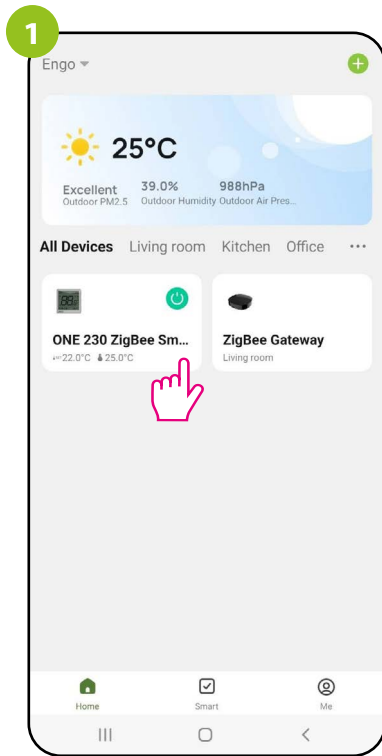 1
Engo
25°C
Excellent 39.0% 988hPa
Outdoor PM2.5 Outdoor Humidity Outdoor Air Pres...
All Devices Living room Kitchen Office ...
ONE 230 ZigBee Sm... ZigBee Gateway
22.0°C 25.0°C Living room
Home Smart Me